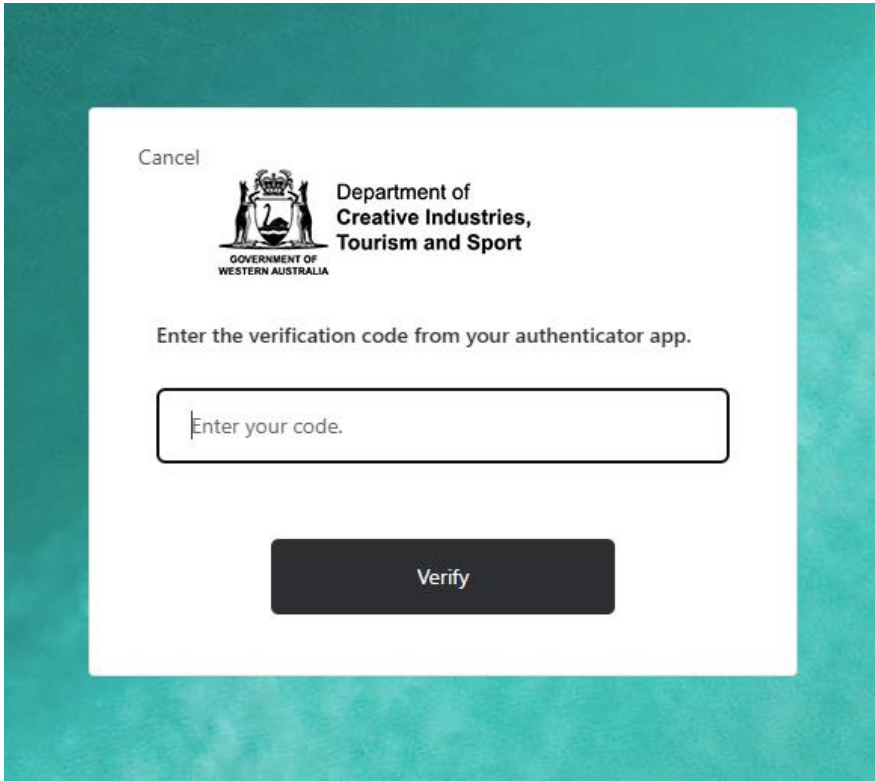 Cancel
Department of
Creative Industries,
Tourism and Sport
GOVERNMENT OF
WESTERN AUSTRALIA
Enter the verification code from your authenticator app.
Enter your code.
Verify